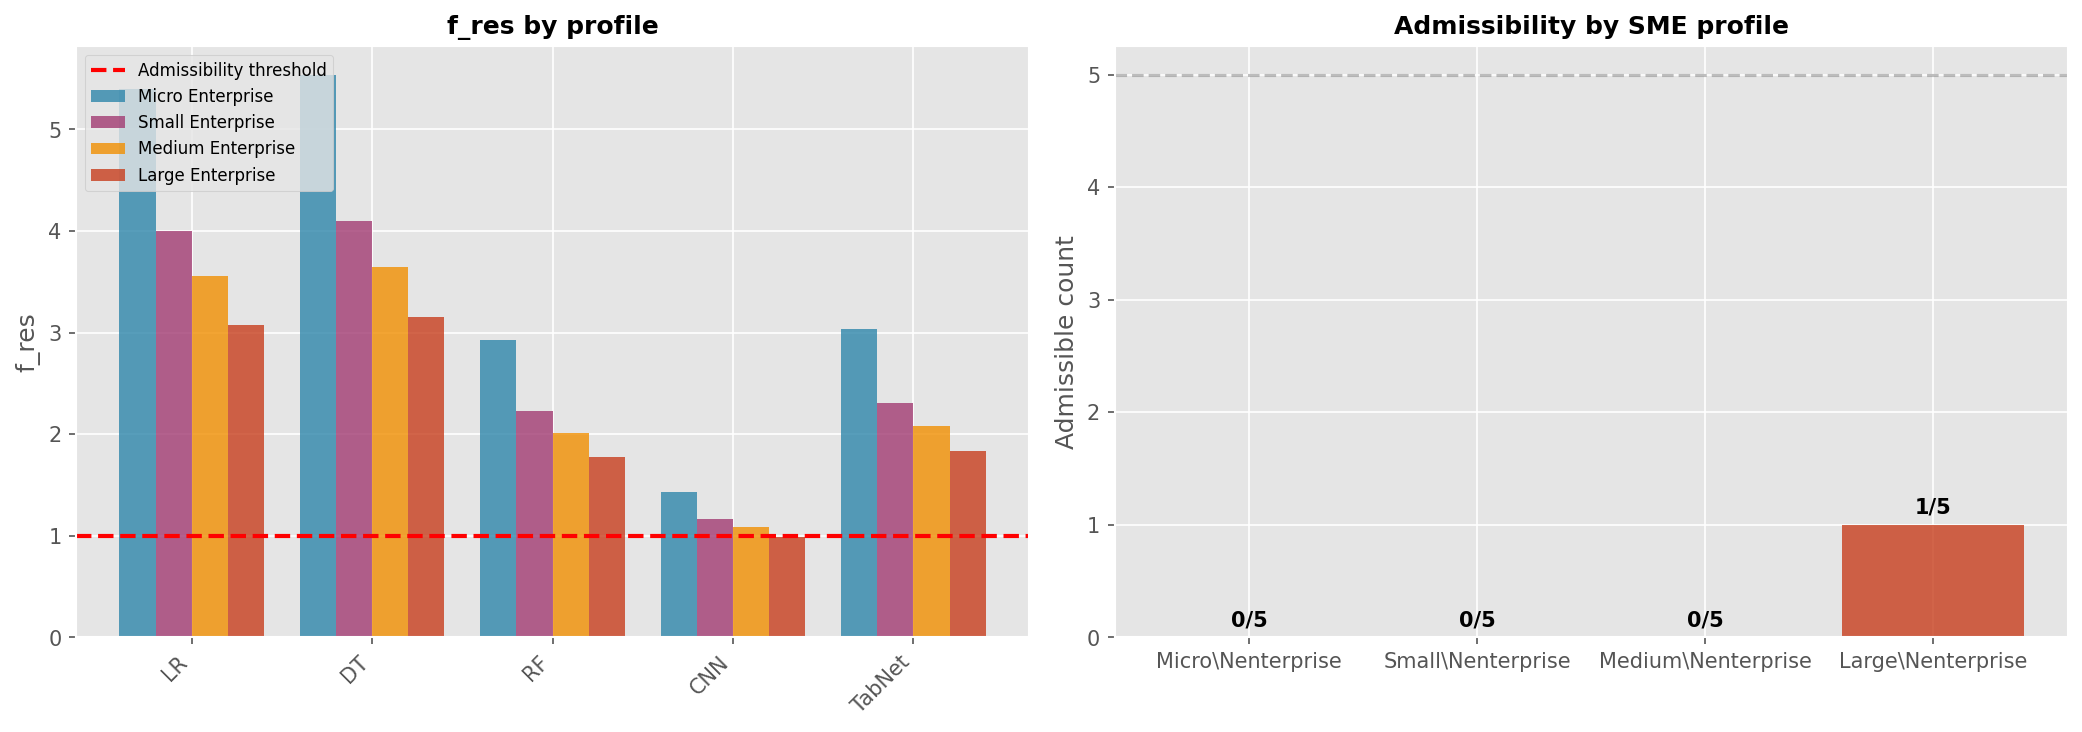 f_res by profile
Admissibility threshold
Micro Enterprise
Small Enterprise
Medium Enterprise
Large Enterprise
f_res
5
4
3
2
1
0
LR
DT
RF
CNN
TabNet
Admissibility by SME profile
Admissible count
5
4
3
2
1
0
0/5
0/5
0/5
1/5
Micro\Nenterprise
Small\Nenterprise
Medium\Nenterprise
Large\Nenterprise